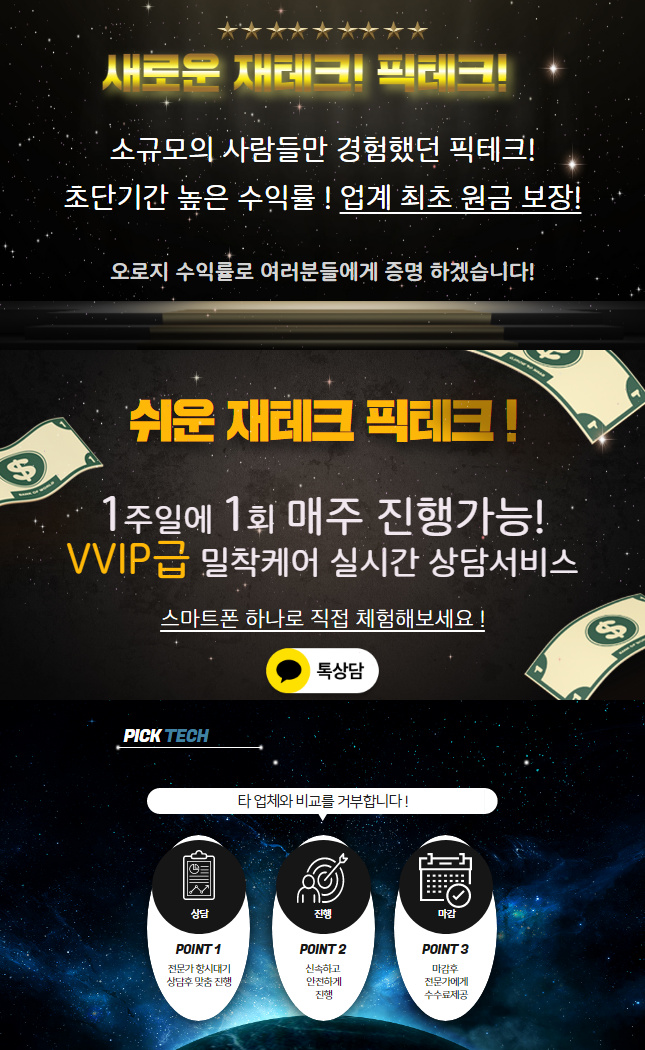 새로운 재테크! 픽테크!
소규모의 사람들만 경험했던 픽테크!
초단기간 높은 수익률 ! 업계 최초 원금 보장!
오로지 수익률로 여러분들에게 증명 하겠습니다!
쉬운 재테크 픽테크 !
1주일에 1회 매주 진행가능!
VVIP급 밀착케어 실시간 상담서비스
스마트폰 하나로 직접 체험해보세요 !
톡상담
PICK TECH
타 업체와 비교를 거부합니다 !
상담
POINT 1
전문가 항시대기
상담후 맞춤 진행
진행
POINT 2
신속하고
안전하게
진행
마감
POINT 3
마감후
전문가에게
수수료제공